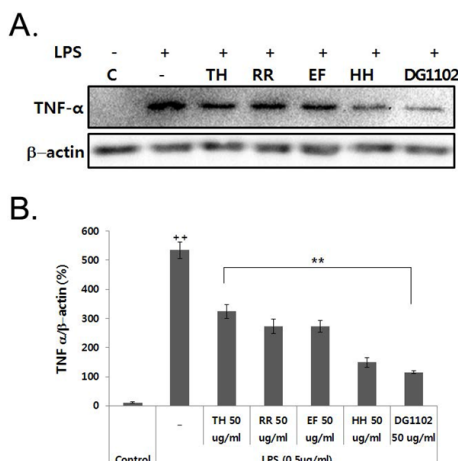 A.
LPS - + + + + + +
C - TH RR EF HH DG1102
TNF-α
β-actin
B.
TNF α/β-actin (%)
600
500
400
300
200
100
0
++
**
- TH 50 RR 50 EF 50 HH 50 DG1102
ug/ml ug/ml ug/ml ug/ml 50 ug/ml
Control LPS (0.5ug/ml)